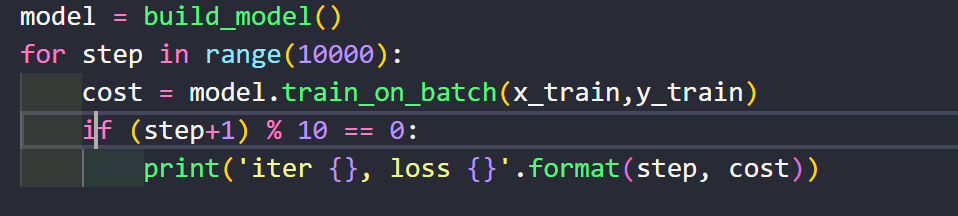 model = build_model()
for step in range(10000):
    cost = model.train_on_batch(x_train,y_train)
    if (step+1) % 10 == 0:
        print('iter {}, loss {}'.format(step, cost))